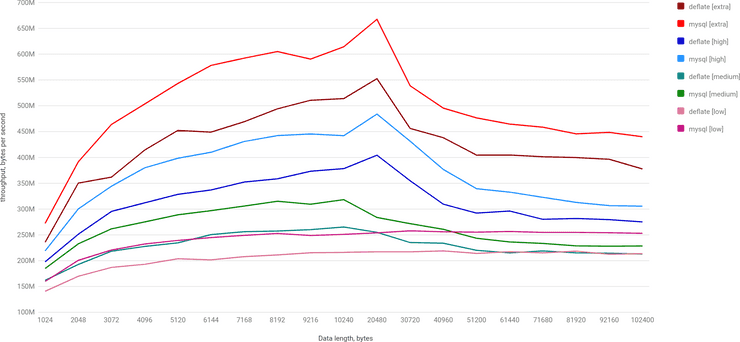 700M
650M
600M
550M
500M
450M
400M
350M
300M
250M
200M
150M
100M
throughput, bytes per second
1024 2048 3072 4096 5120 6144 7168 8192 9216 10240 20480 30720 40960 51200 61440 71680 81920 92160 102400
Data length, bytes
deflate [extra]
mysql [extra]
deflate [high]
mysql [high]
deflate [medium]
mysql [medium]
deflate [low]
mysql [low]